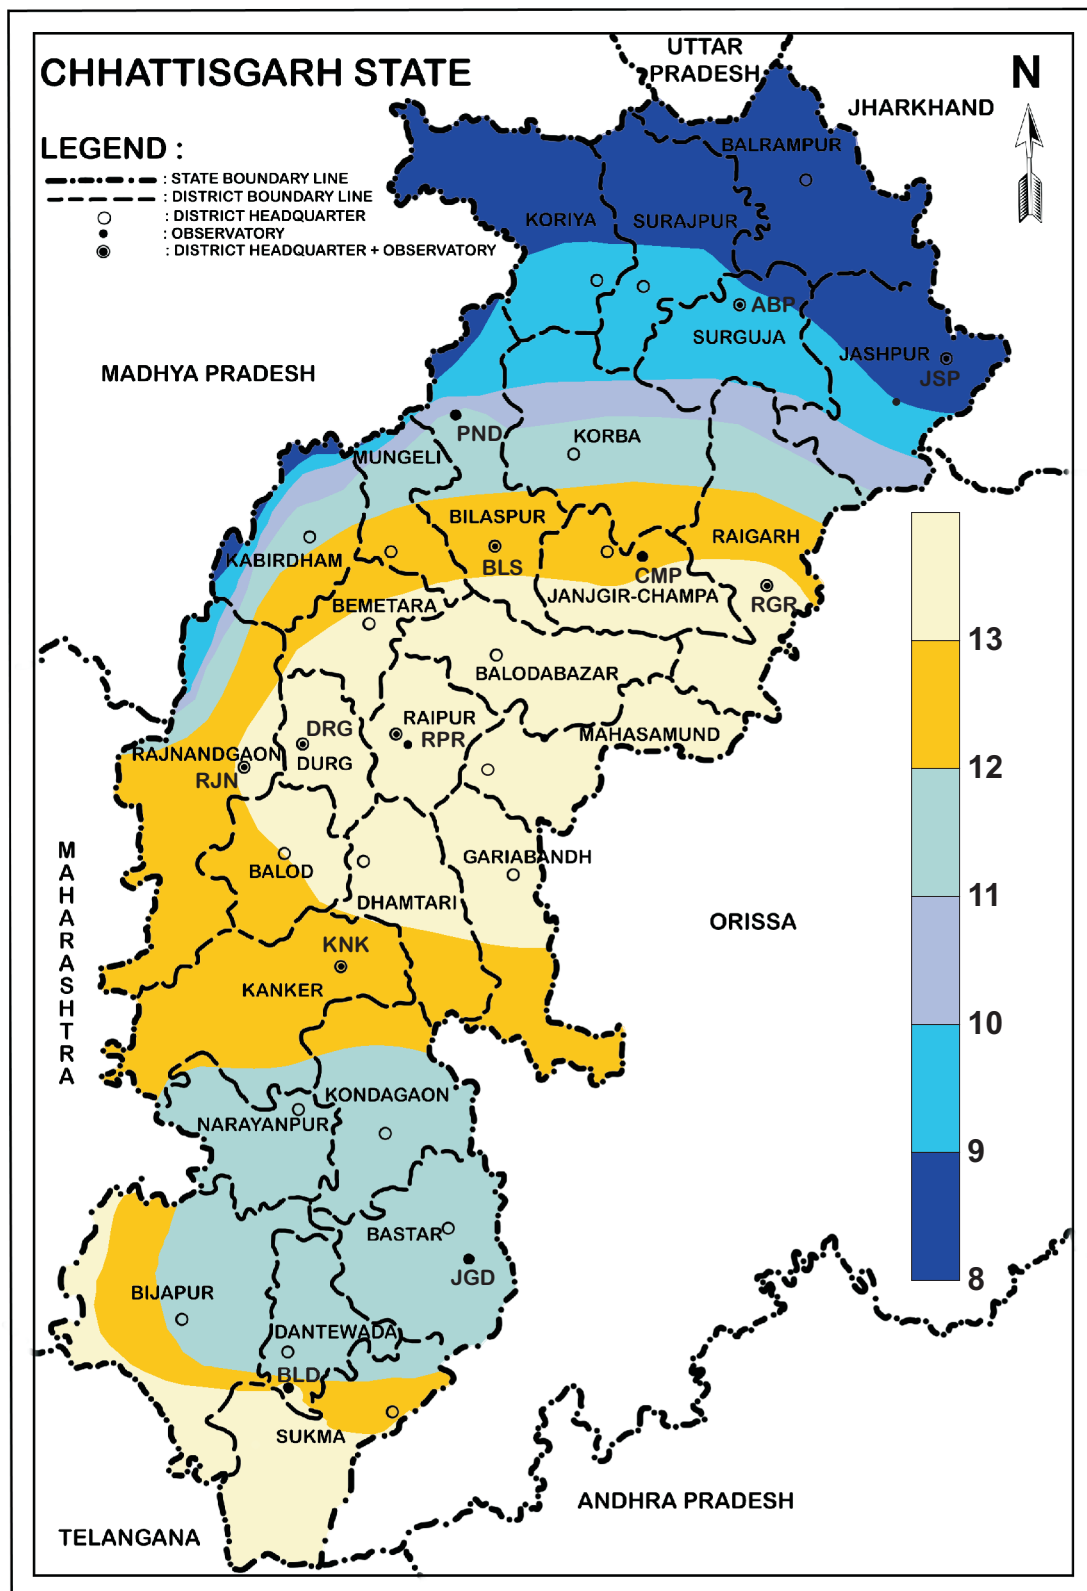 CHHATTISGARH STATE
LEGEND :
: STATE BOUNDARY LINE
: DISTRICT BOUNDARY LINE
: DISTRICT HEADQUARTER
: OBSERVATORY
: DISTRICT HEADQUARTER + OBSERVATORY
UTTAR
PRADESH
N
JHARKHAND
BALRAMPUR
KORIYA
SURAJPUR
ABP
SURGUJA
JASHPUR
JSP
MADHYA PRADESH
PND
KORBA
MUNGELI
BILASPUR
RAIGARH
KABIRDHAM
BLS
CMP
JANJGIR-CHAMPA
RGR
BEMETARA
BALODABAZAR
DRG
RAIPUR
RPR
MAHASAMUND
RAJNANDGAON
DURG
RJN
BALOD
GARIABANDH
DHAMTARI
ORISSA
MAHARASHTRA
KNK
KANKER
KONDAGAON
NARAYANPUR
BASTAR
JGD
BIJAPUR
DANTEWADA
BLD
SUKMA
ANDHRA PRADESH
TELANGANA
13
12
11
10
9
8